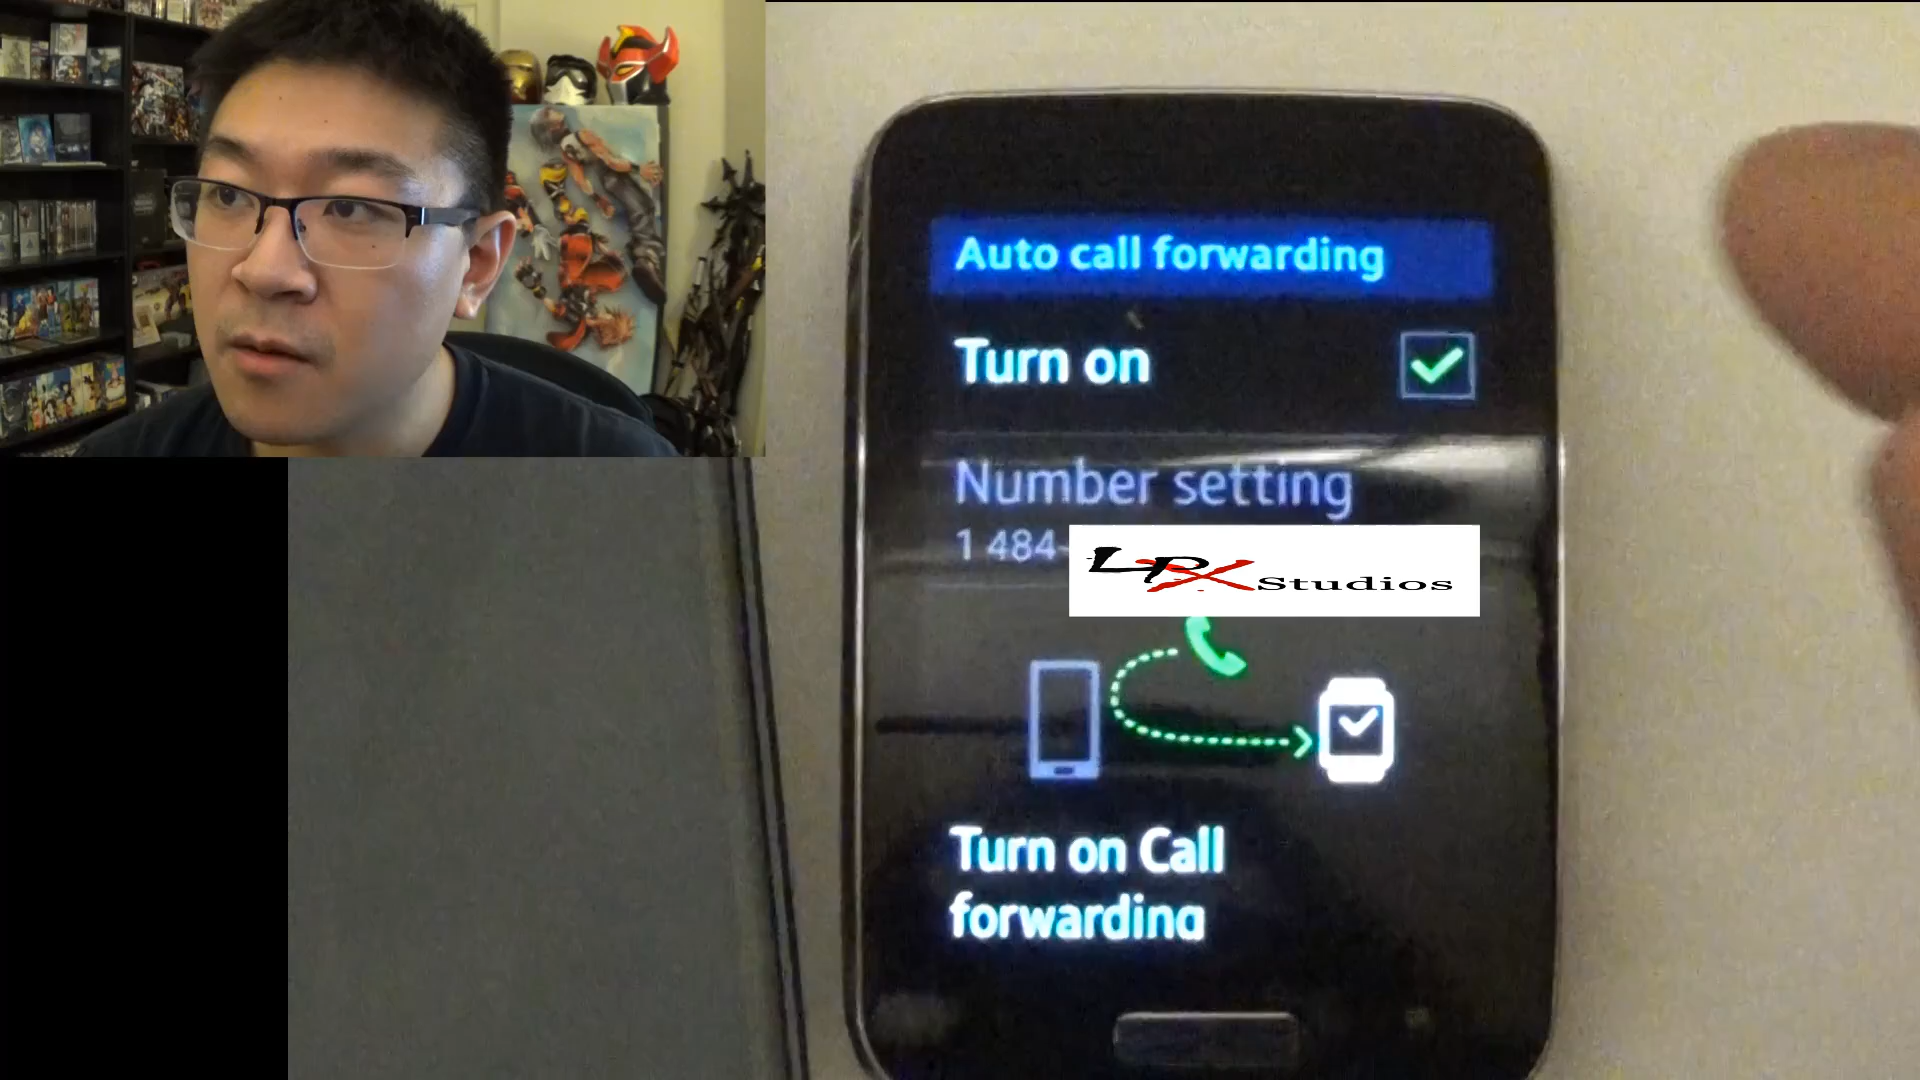 Auto call forwarding
Turn on
Number setting
1 484-
LPX Studios
Turn on Call
forwarding